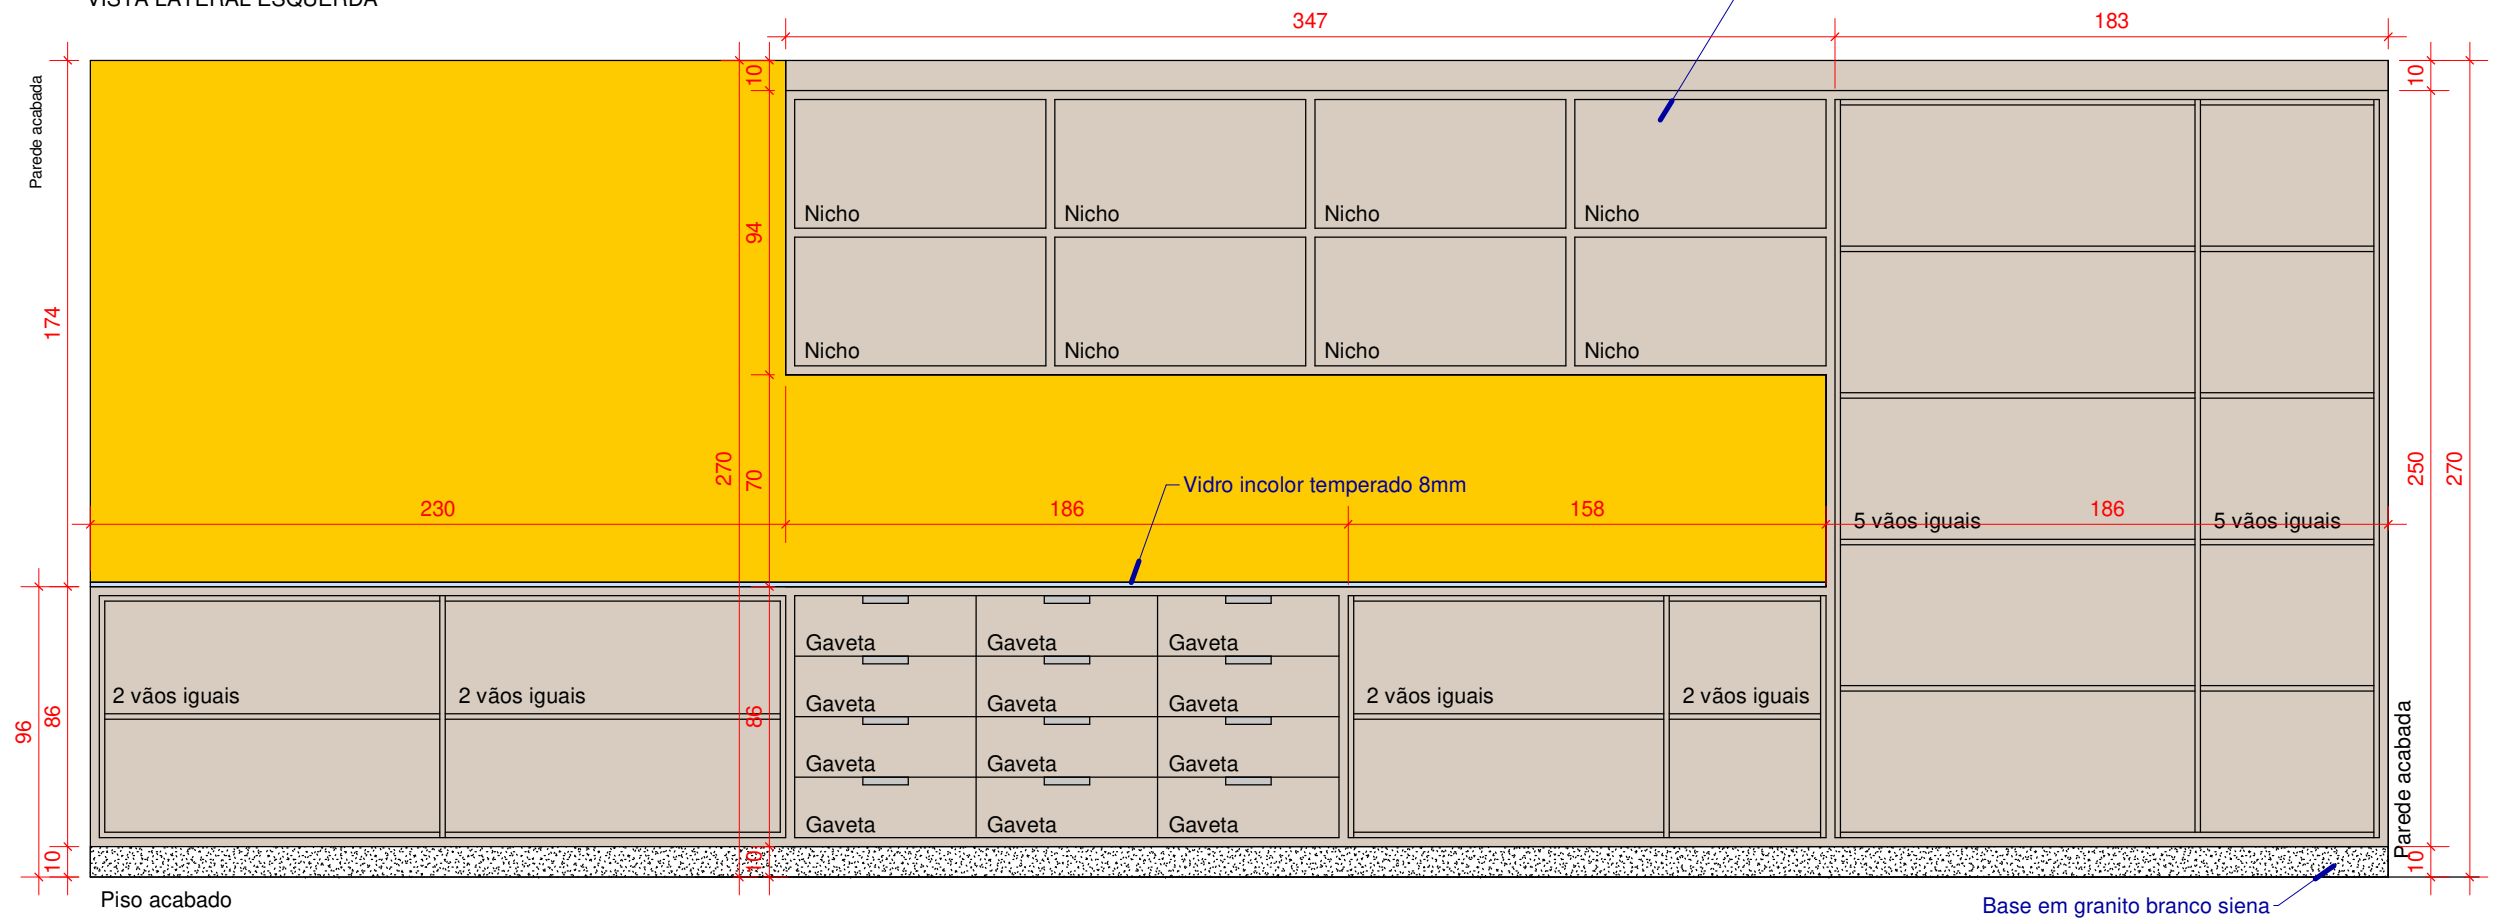 VISTA LATERAL ESQUERDA
347
183
Parede acabada
10
10
Nicho
Nicho
Nicho
Nicho
94
174
Nicho
Nicho
Nicho
Nicho
270
70
Vidro incolor temperado 8mm
250
270
230
186
158
5 vãos iguais
186
5 vãos iguais
Gaveta
Gaveta
Gaveta
2 vãos iguais
2 vãos iguais
Gaveta
Gaveta
Gaveta
2 vãos iguais
2 vãos iguais
96
86
86
Gaveta
Gaveta
Gaveta
Parede acabada
Gaveta
Gaveta
Gaveta
10
10
10
Piso acabado
Base em granito branco siena